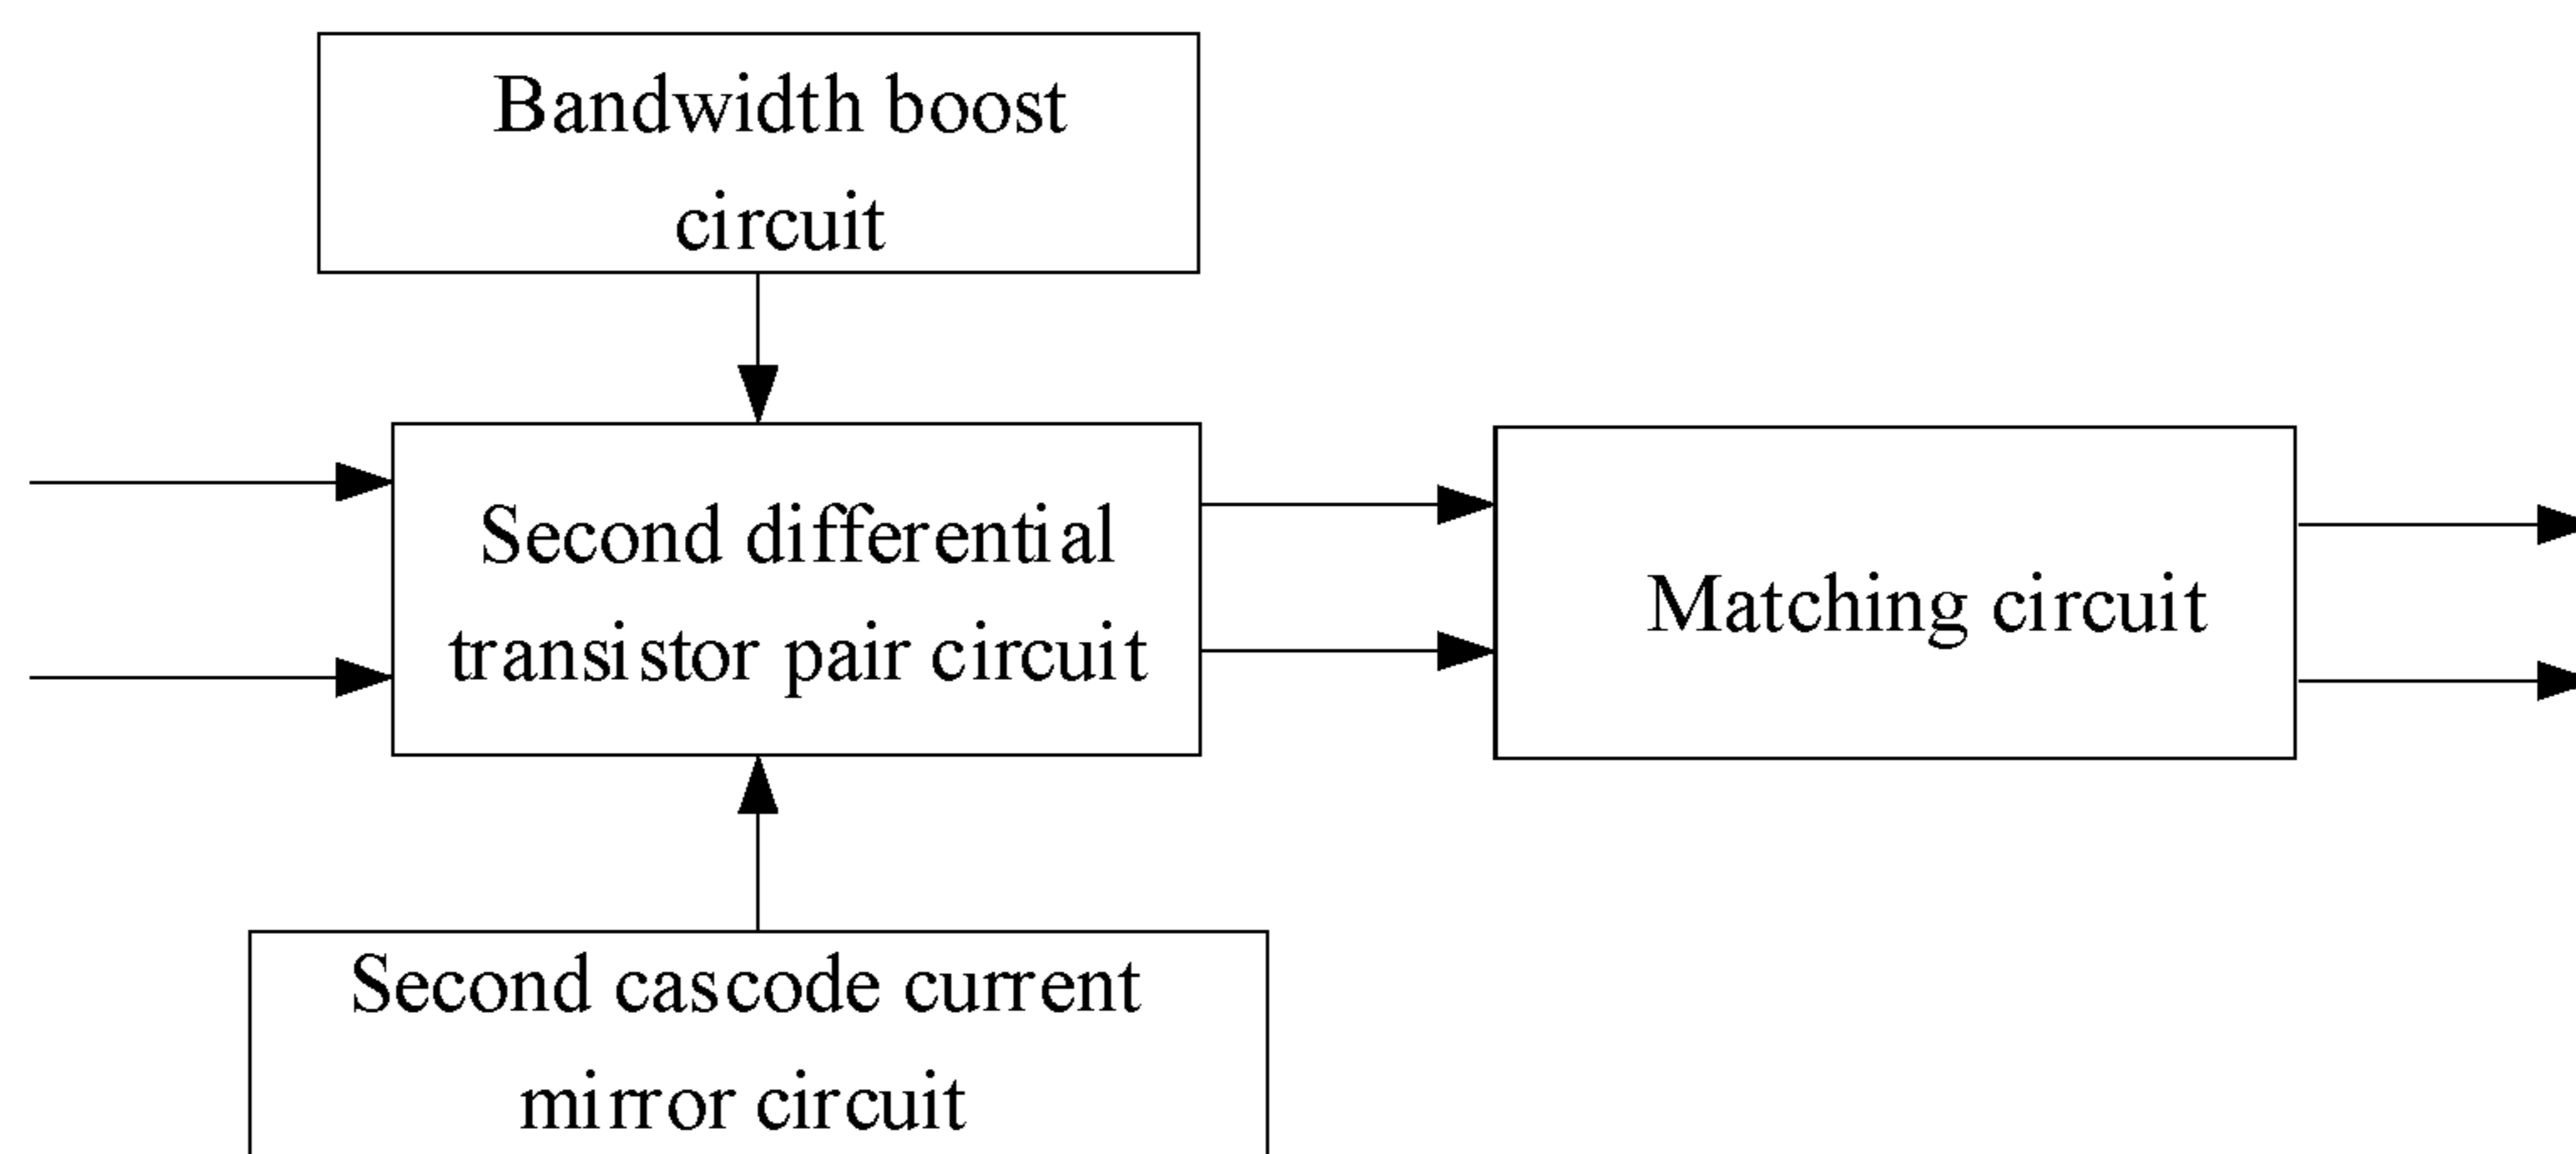 Bandwidth boost
circuit
Second differential
transistor pair circuit
Matching circuit
Second cascode current
mirror circuit